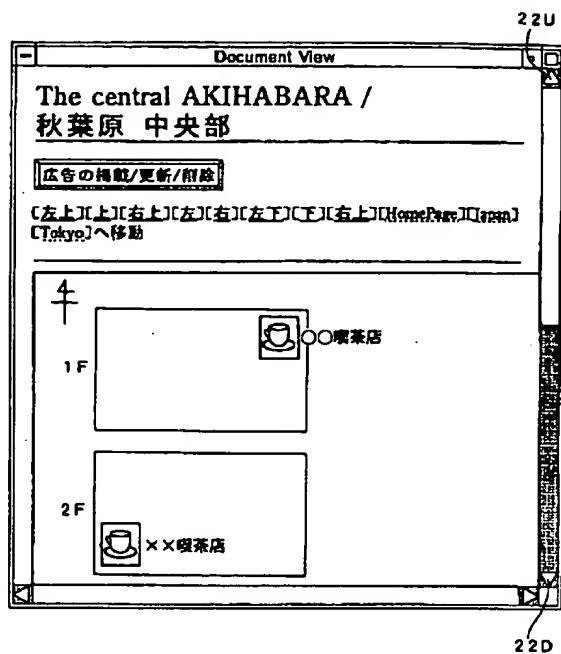 22U
Document View
The central AKIHABARA /
秋葉原 中央部
広告の掲載/更新/削除
[左上][上][右上][左][右][左下][下][右上][HomePage][Japan]
[Tokyo]へ移動
1F
○○喫茶店
2F
××喫茶店
22D